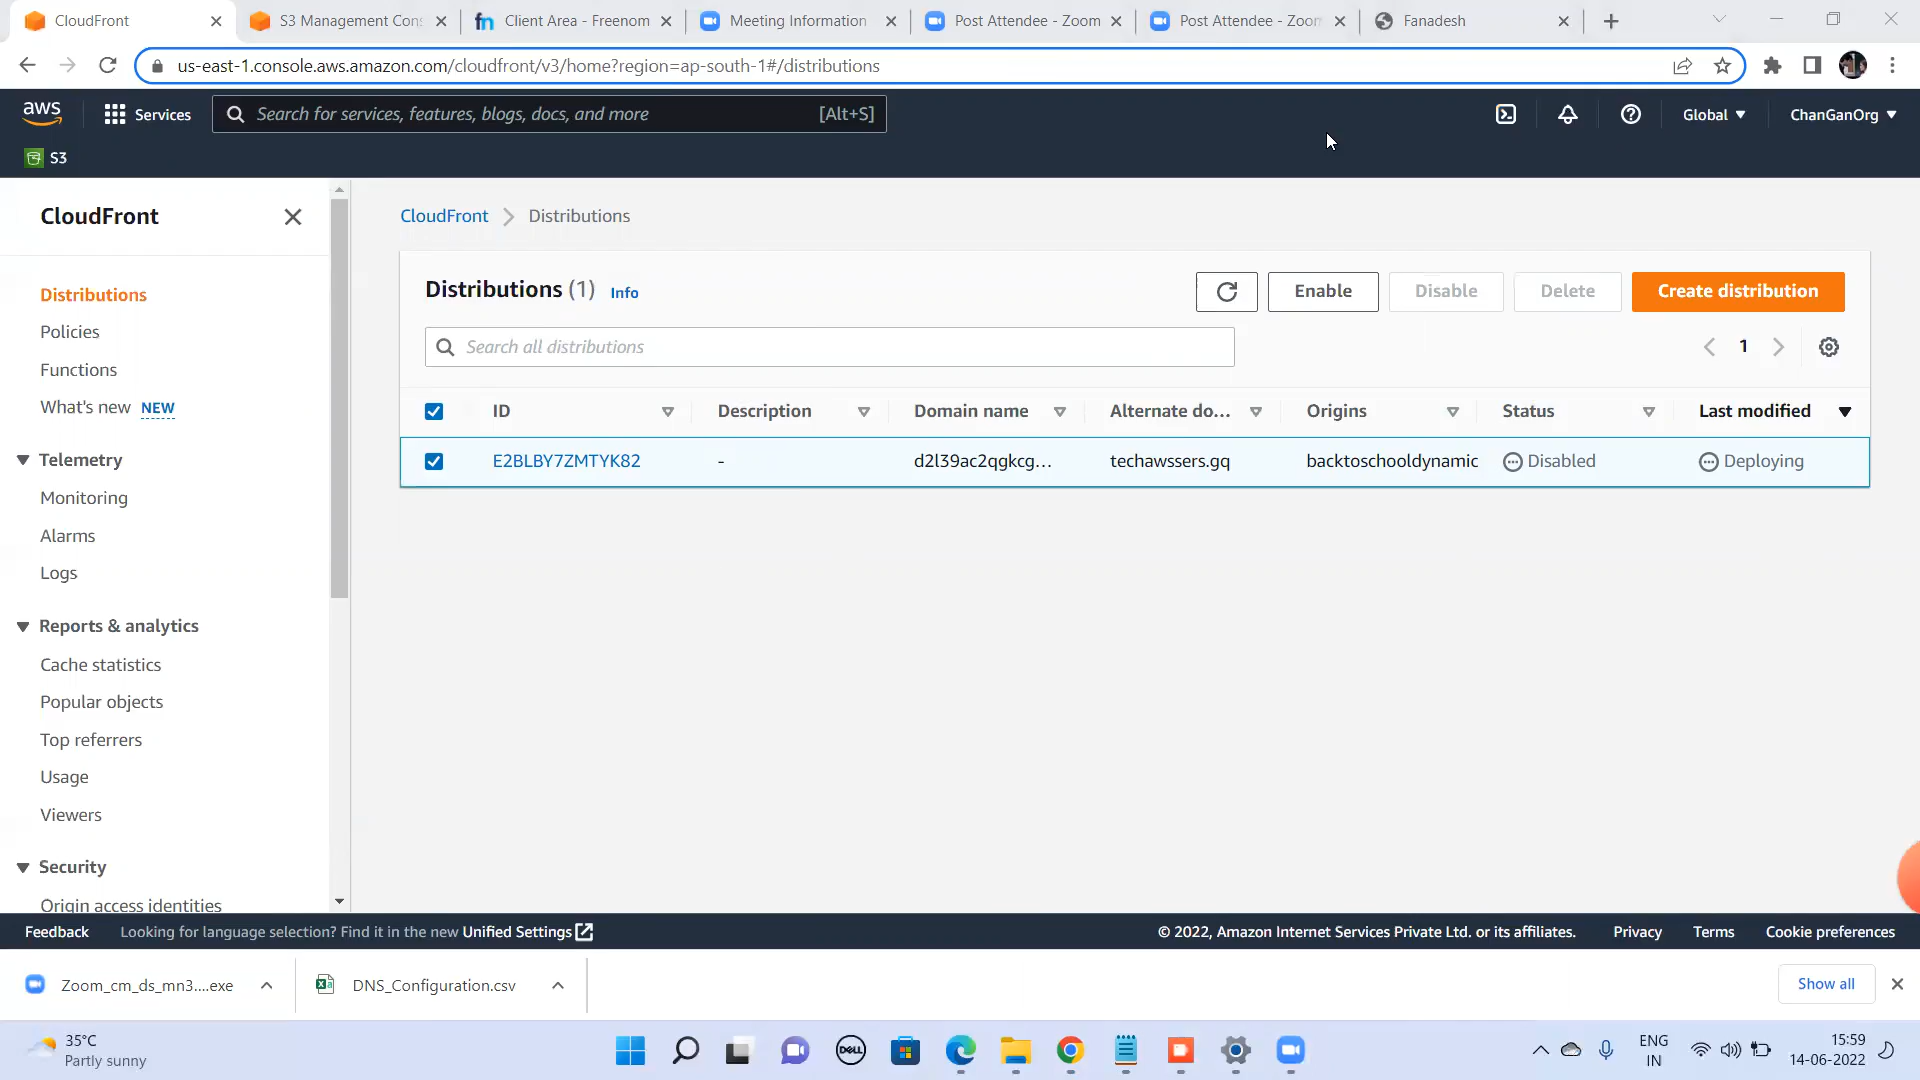 CloudFront
S3 Management Con
Client Area - Freenom
Meeting Information
Post Attendee - Zoom
Post Attendee - Zoom
Fanadesh
us-east-1.console.aws.amazon.com/cloudfront/v3/home?region=ap-south-1#/distributions
aws
Services
Search for services, features, blogs, docs, and more
[Alt+S]
Global
ChanGanOrg
S3
CloudFront
Distributions
Policies
Functions
What's new NEW
Telemetry
Monitoring
Alarms
Logs
Reports & analytics
Cache statistics
Popular objects
Top referrers
Usage
Viewers
Security
Origin access identities
CloudFront
Distributions
Distributions (1) Info
Enable
Disable
Delete
Create distribution
Search all distributions
1
ID
Description
Domain name
Alternate do...
Origins
Status
Last modified
E2BLBY7ZMTYK82
-
d2l39ac2qgkcg...
techawssers.gq
backtoschooldynamic
Disabled
Deploying
Feedback
Looking for language selection? Find it in the new Unified Settings
© 2022, Amazon Internet Services Private Ltd. or its affiliates.
Privacy
Terms
Cookie preferences
Zoom_cm_ds_mn3....exe
DNS_Configuration.csv
Show all
35°C
Partly sunny
DELL
ENG
IN
15:59
14-06-2022